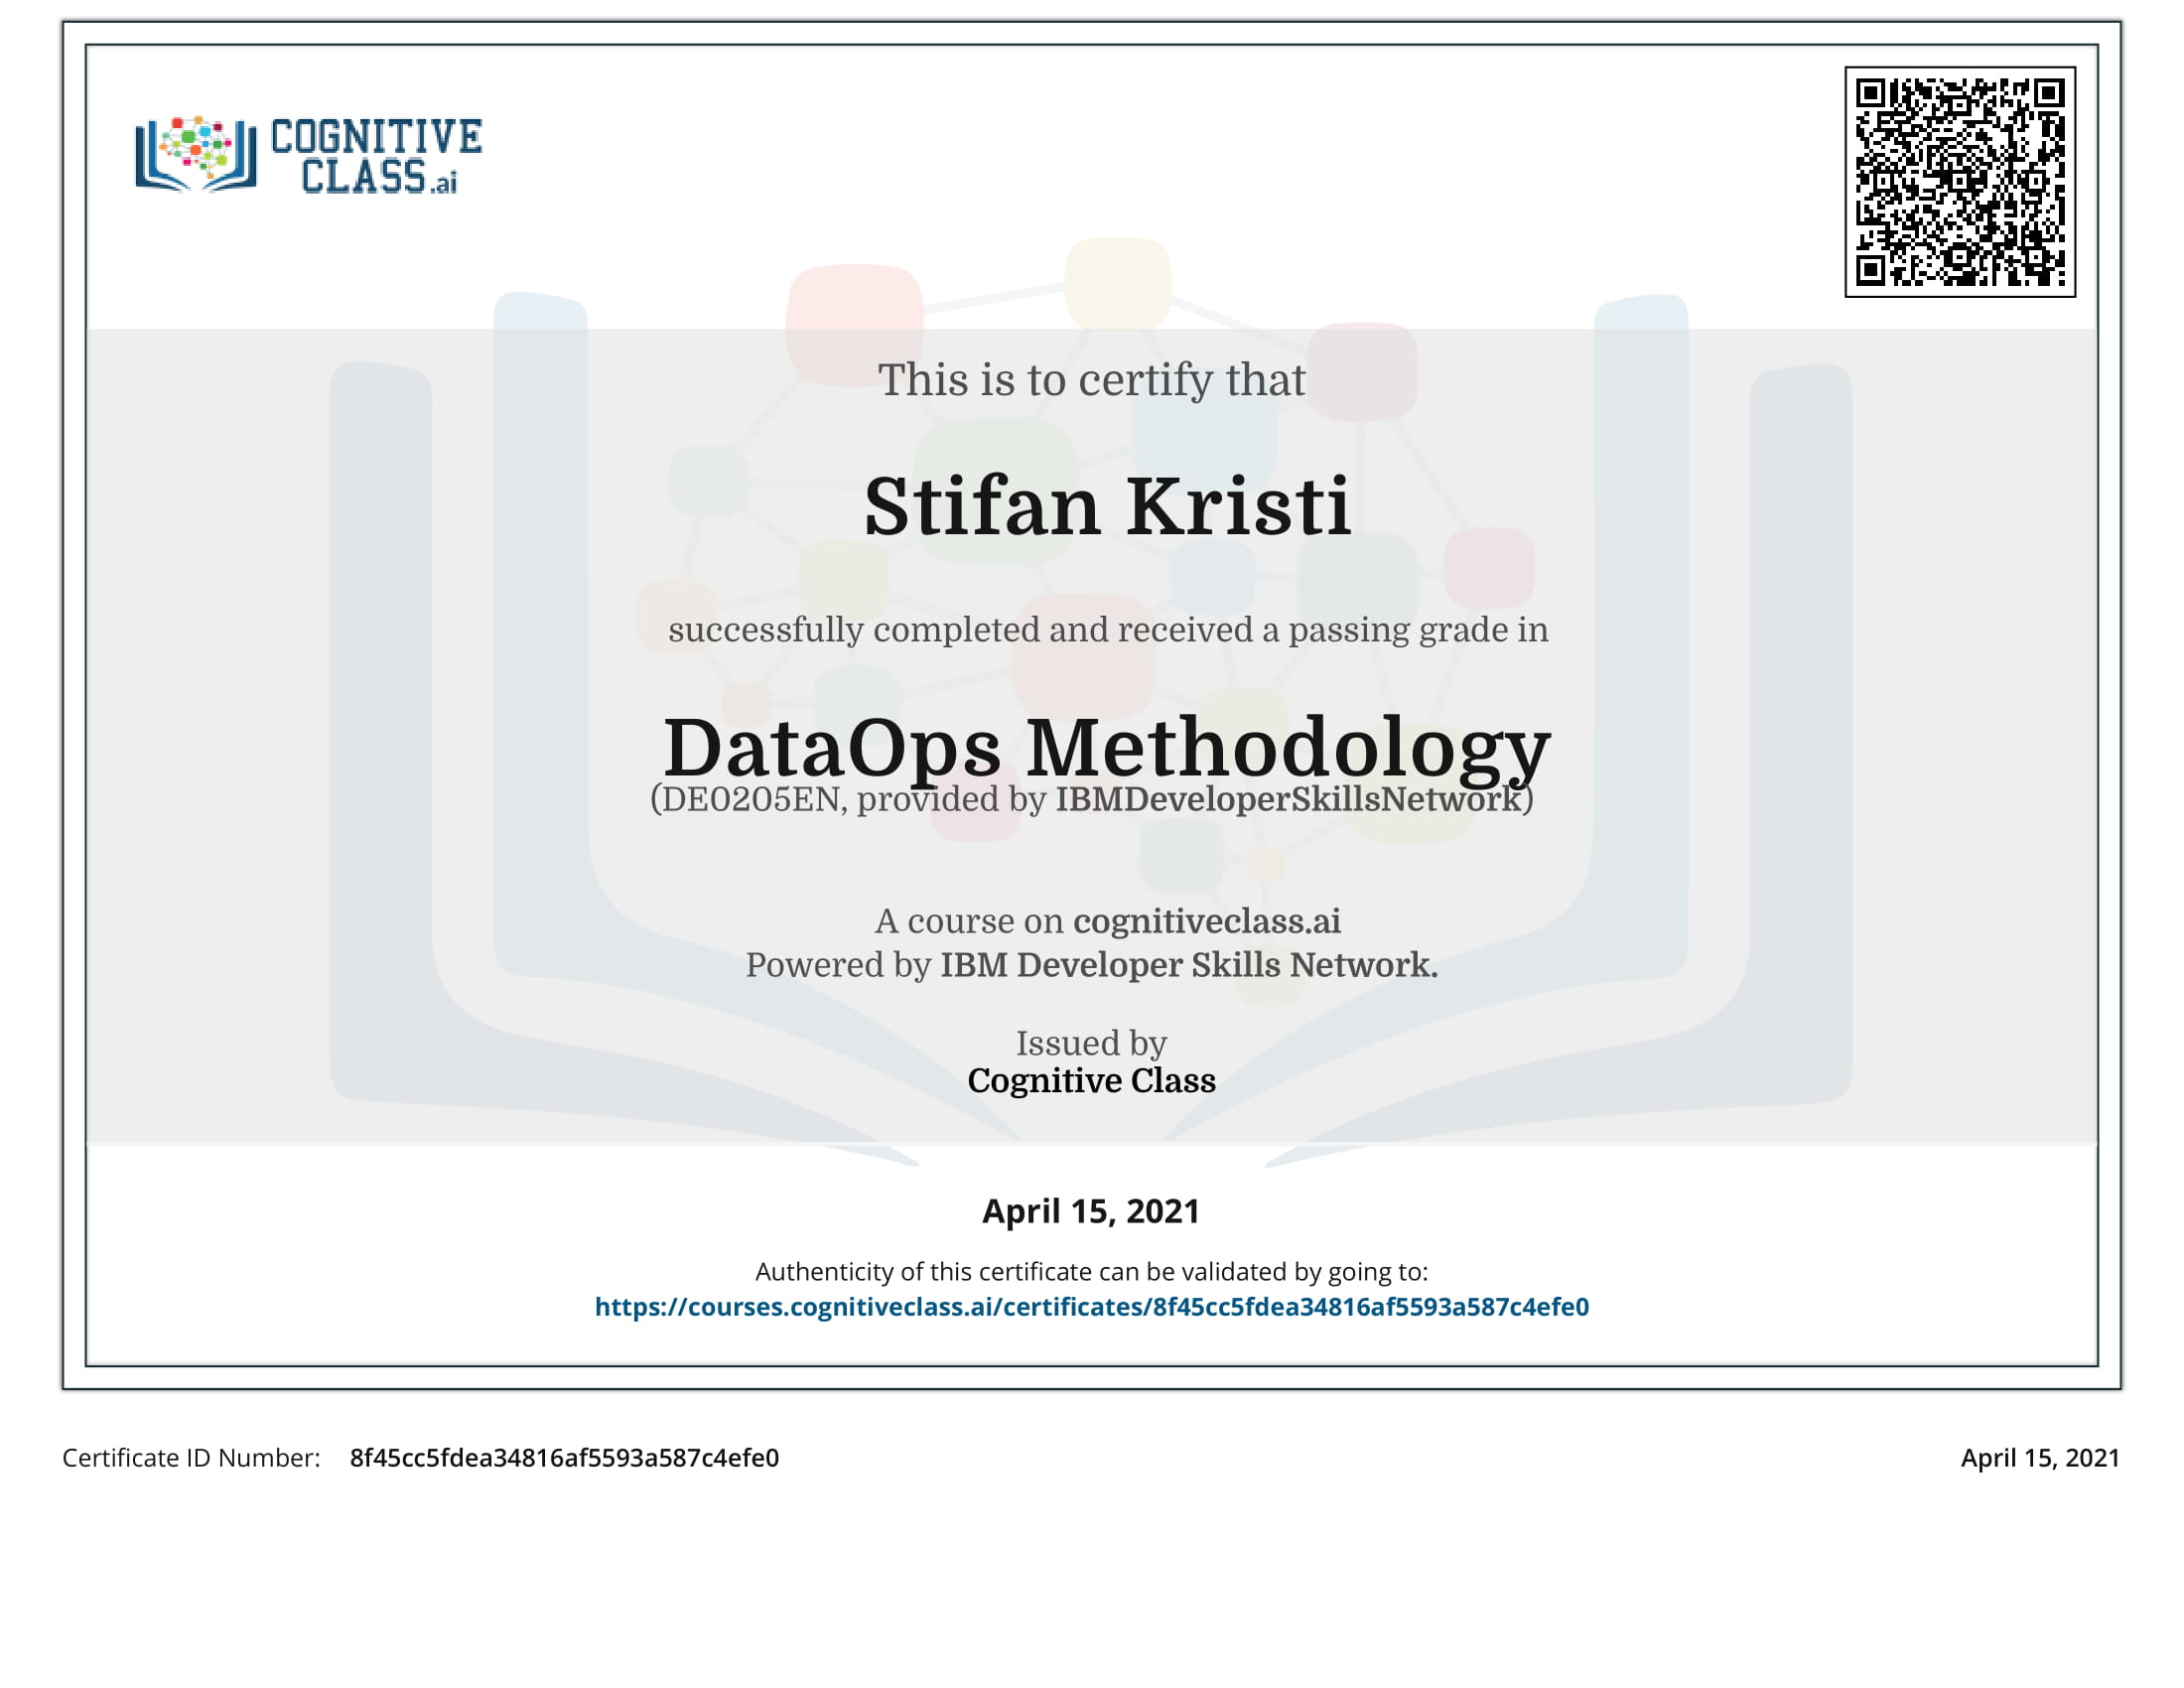 COGNITIVE
CLASS.ai
This is to certify that
Stifan Kristi
successfully completed and received a passing grade in
DataOps Methodology
(DE0205EN, provided by IBMDeveloperSkillsNetwork)
A course on cognitiveclass.ai
Powered by IBM Developer Skills Network.
Issued by
Cognitive Class
April 15, 2021
Authenticity of this certificate can be validated by going to:
https://courses.cognitiveclass.ai/certificates/8f45cc5fdea34816af5593a587c4efe0
Certificate ID Number: 8f45cc5fdea34816af5593a587c4efe0
April 15, 2021